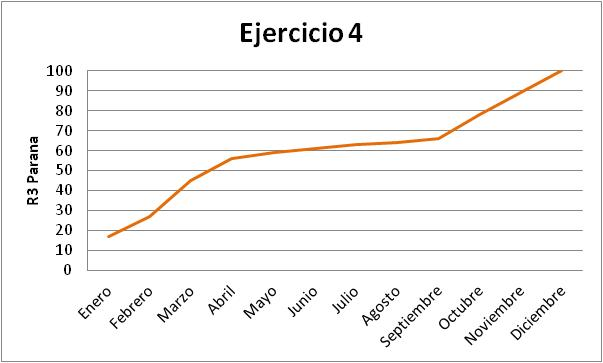 Ejercicio 4
R3 Parana
100
90
80
70
60
50
40
30
20
10
0
Enero
Febrero
Marzo
Abril
Mayo
Junio
Julio
Agosto
Septiembre
Octubre
Noviembre
Diciembre